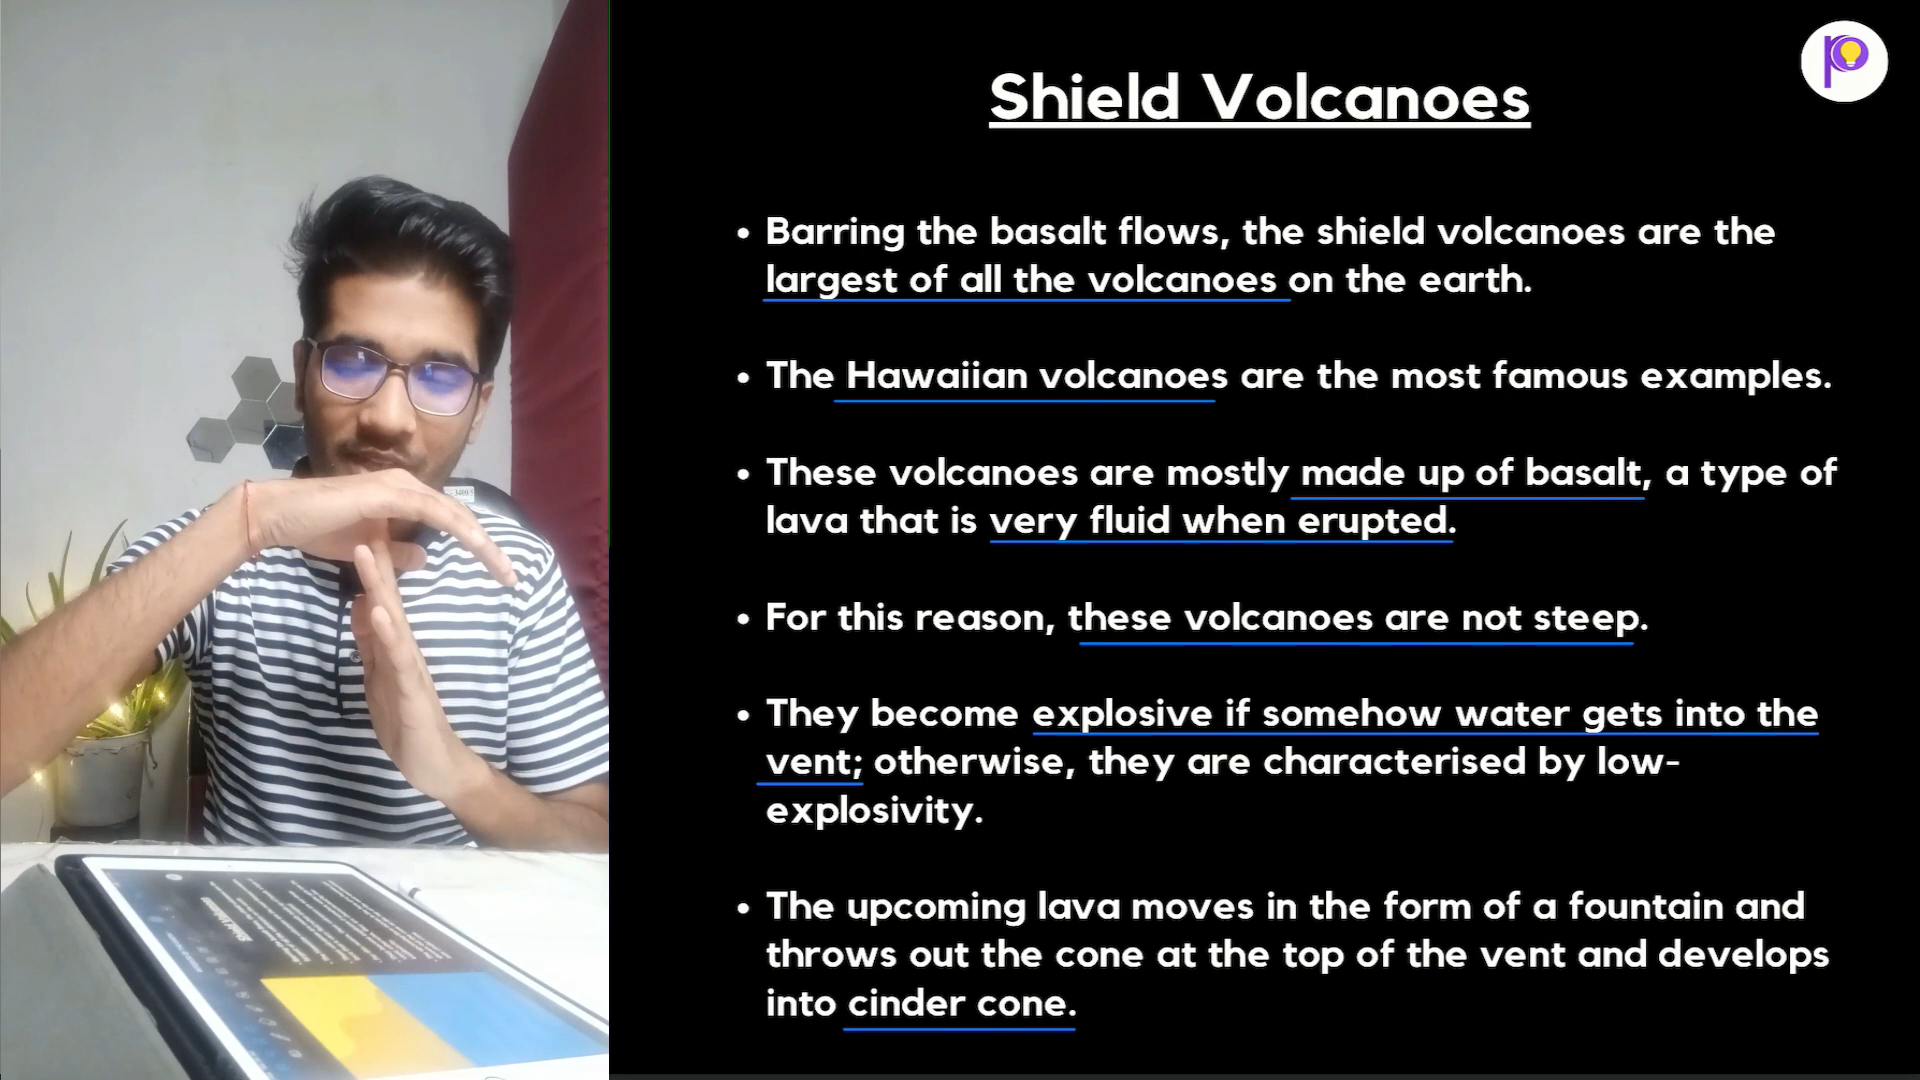 Shield Volcanoes
• Barring the basalt flows, the shield volcanoes are the
largest of all the volcanoes on the earth.
• The Hawaiian volcanoes are the most famous examples.
• These volcanoes are mostly made up of basalt, a type of
lava that is very fluid when erupted.
• For this reason, these volcanoes are not steep.
• They become explosive if somehow water gets into the
vent; otherwise, they are characterised by low-
explosivity.
• The upcoming lava moves in the form of a fountain and
throws out the cone at the top of the vent and develops
into cinder cone.